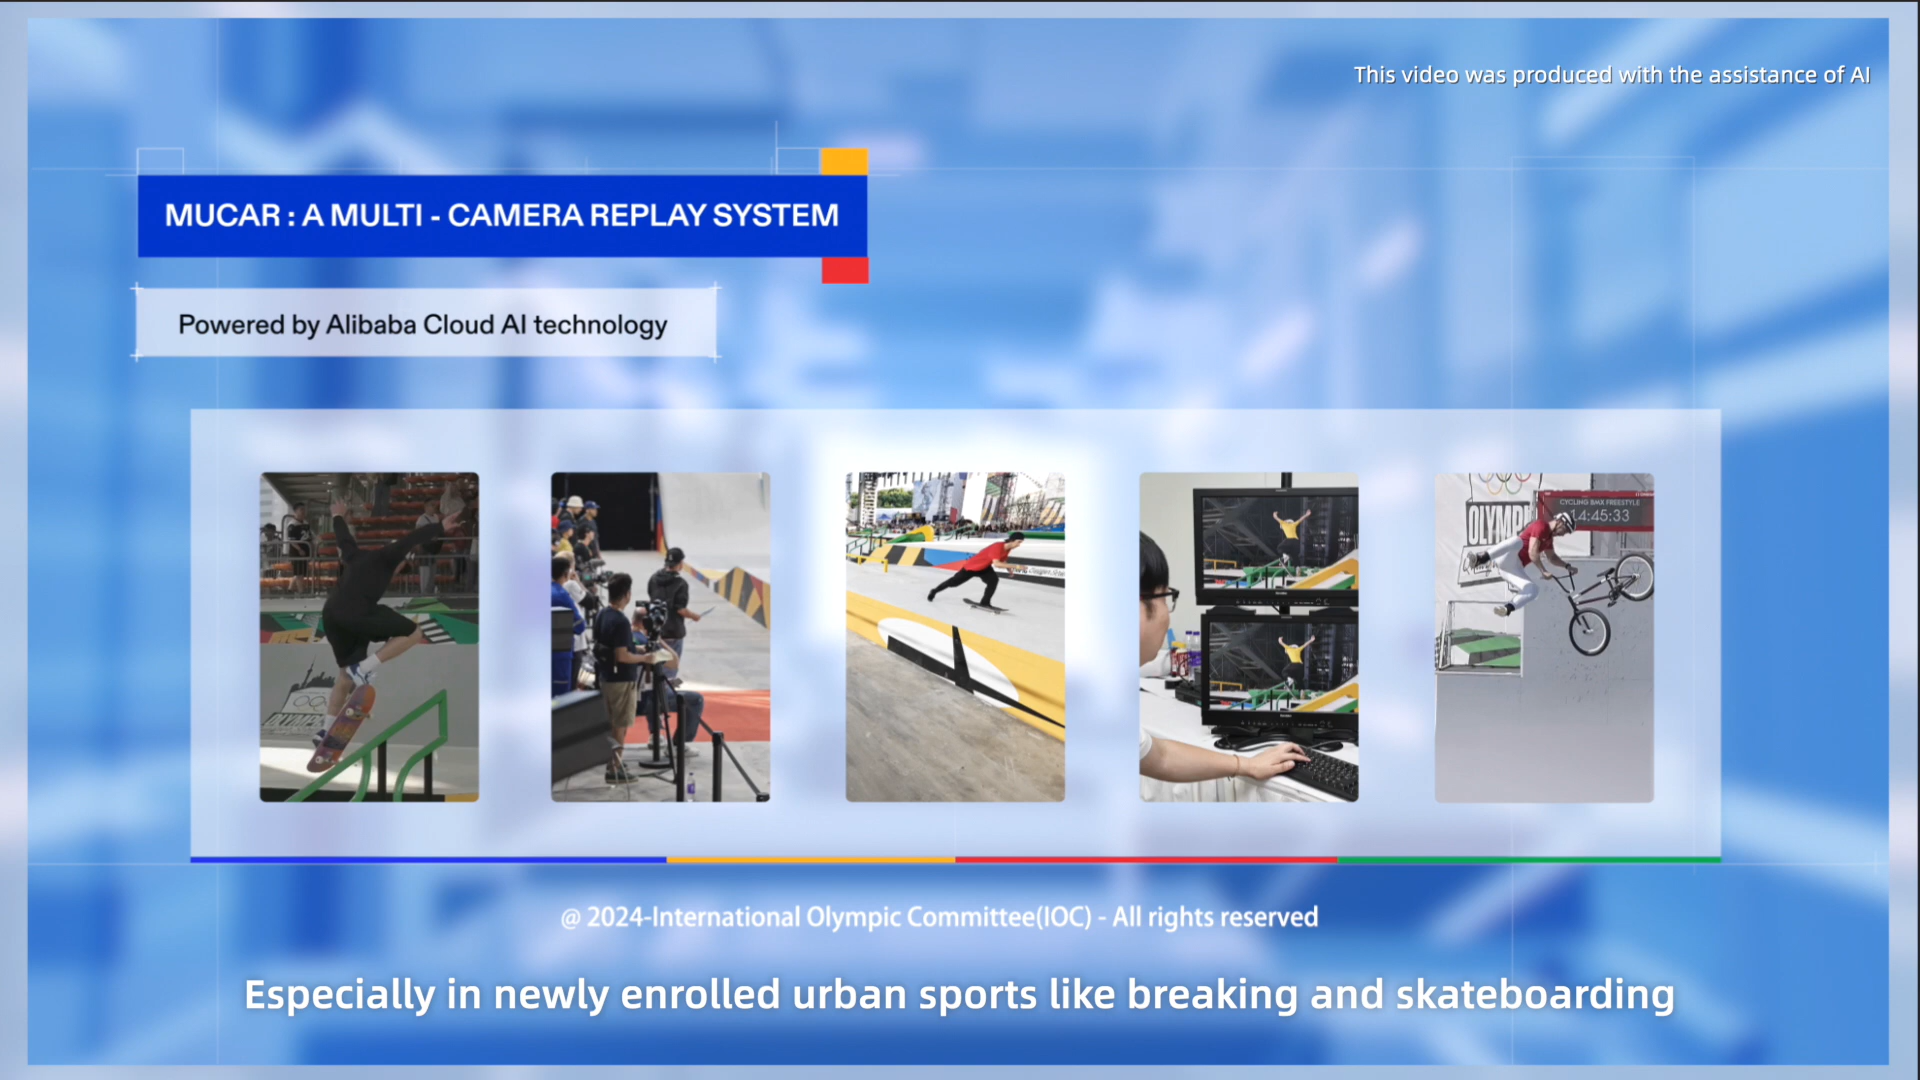 This video was produced with the assistance of AI
MUCAR : A MULTI - CAMERA REPLAY SYSTEM
Powered by Alibaba Cloud AI technology
CYCLING BMX FREESTYLE
14:45:33
@ 2024-International Olympic Committee(IOC) - All rights reserved
Especially in newly enrolled urban sports like breaking and skateboarding